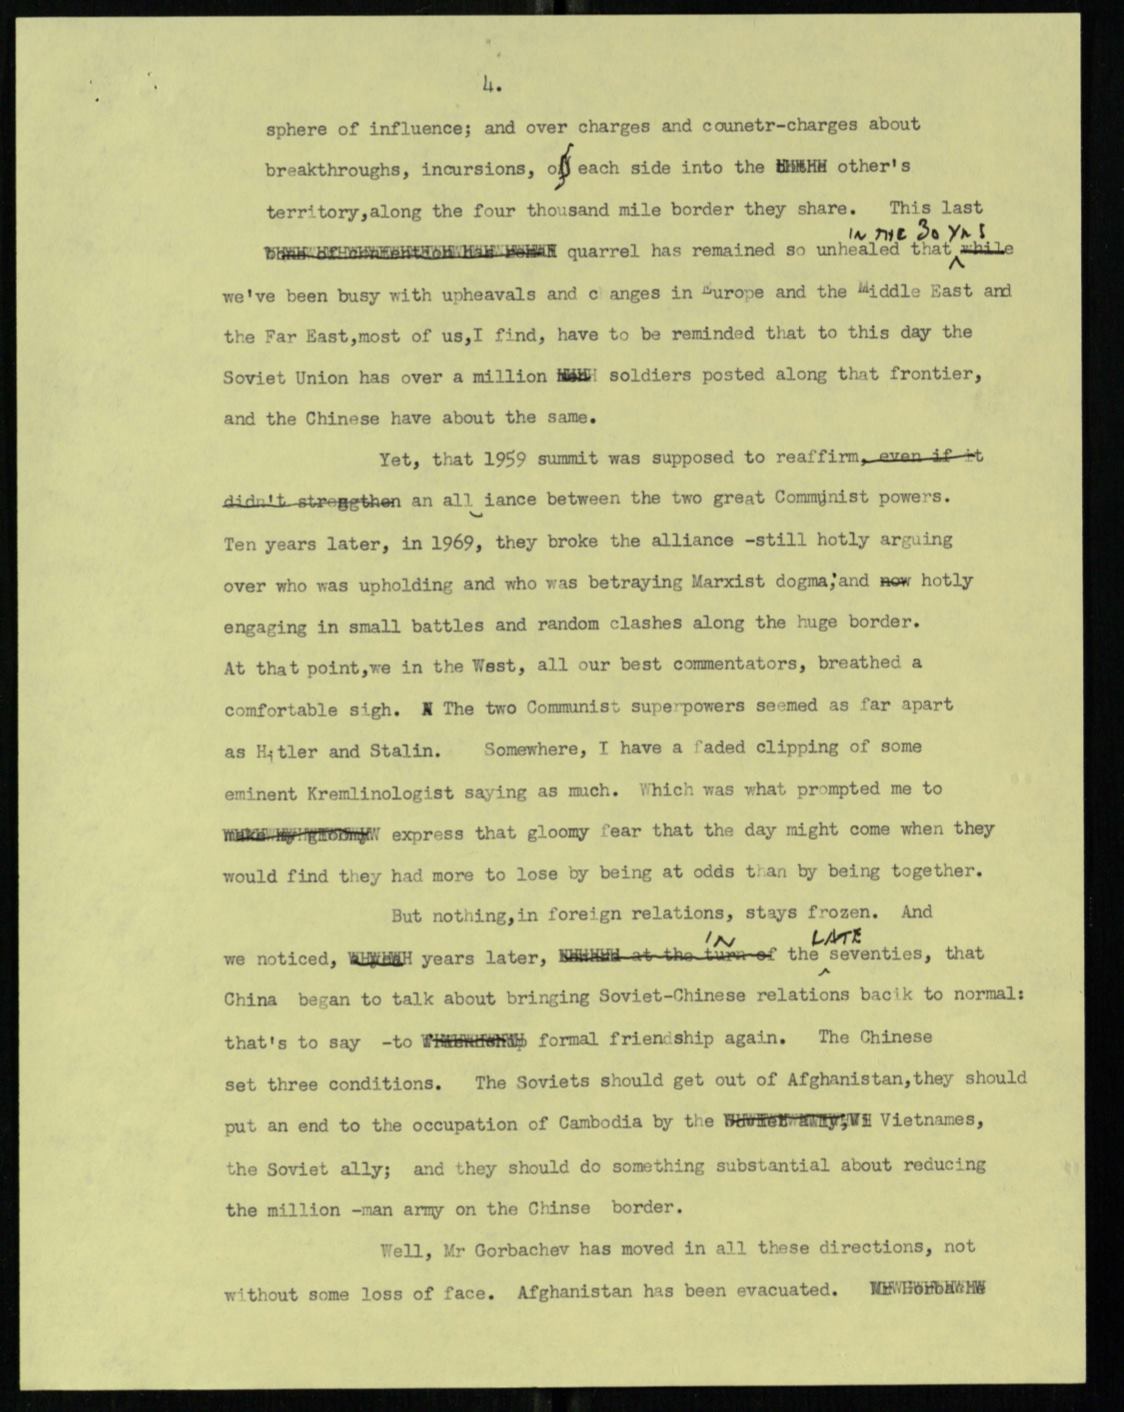 4.
sphere of influence; and over charges and counetr-charges about
breakthroughs, incursions, of each side into the other's
territory,along the four thousand mile border they share. This last
IN THE 30 YRS
quarrel has remained so unhealed that while
we've been busy with upheavals and c anges in Europe and the Middle East and
the Far East,most of us,I find, have to be reminded that to this day the
Soviet Union has over a million soldiers posted along that frontier,
and the Chinese have about the same.
Yet, that 1959 summit was supposed to reaffirm, even if it
didn't strengthen an all iance between the two great Communist powers.
Ten years later, in 1969, they broke the alliance -still hotly arguing
over who was upholding and who was betraying Marxist dogma;and now hotly
engaging in small battles and random clashes along the huge border.
At that point,we in the West, all our best commentators, breathed a
comfortable sigh. The two Communist superpowers seemed as far apart
as Hitler and Stalin. Somewhere, I have a faded clipping of some
eminent Kremlinologist saying as much. Which was what prompted me to
express that gloomy fear that the day might come when they
would find they had more to lose by being at odds than by being together.
But nothing,in foreign relations, stays frozen. And
IN LATE
we noticed, years later, at the turn of the seventies, that
China began to talk about bringing Soviet-Chinese relations bacik to normal:
that's to say -to formal friendship again. The Chinese
set three conditions. The Soviets should get out of Afghanistan,they should
put an end to the occupation of Cambodia by the Vietnames,
the Soviet ally; and they should do something substantial about reducing
the million -man army on the Chinse border.
Well, Mr Gorbachev has moved in all these directions, not
without some loss of face. Afghanistan has been evacuated.